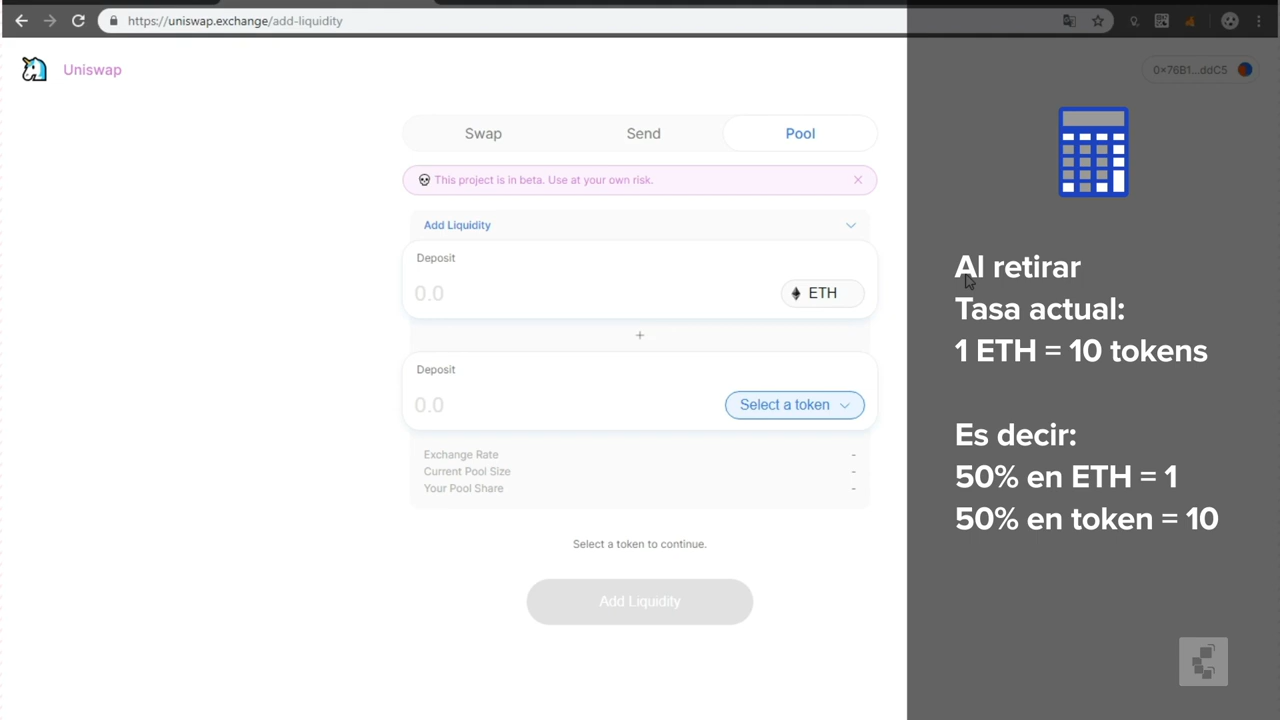 https://uniswap.exchange/add-liquidity
Uniswap
0×76B1...ddC5
Swap
Send
Pool
This project is in beta. Use at your own risk.
Add Liquidity
Deposit
0.0
ETH
+
Deposit
0.0
Select a token
Exchange Rate
-
Current Pool Size
-
Your Pool Share
-
Select a token to continue.
Add Liquidity
Al retirar
Tasa actual:
1 ETH = 10 tokens
Es decir:
50% en ETH = 1
50% en token = 10